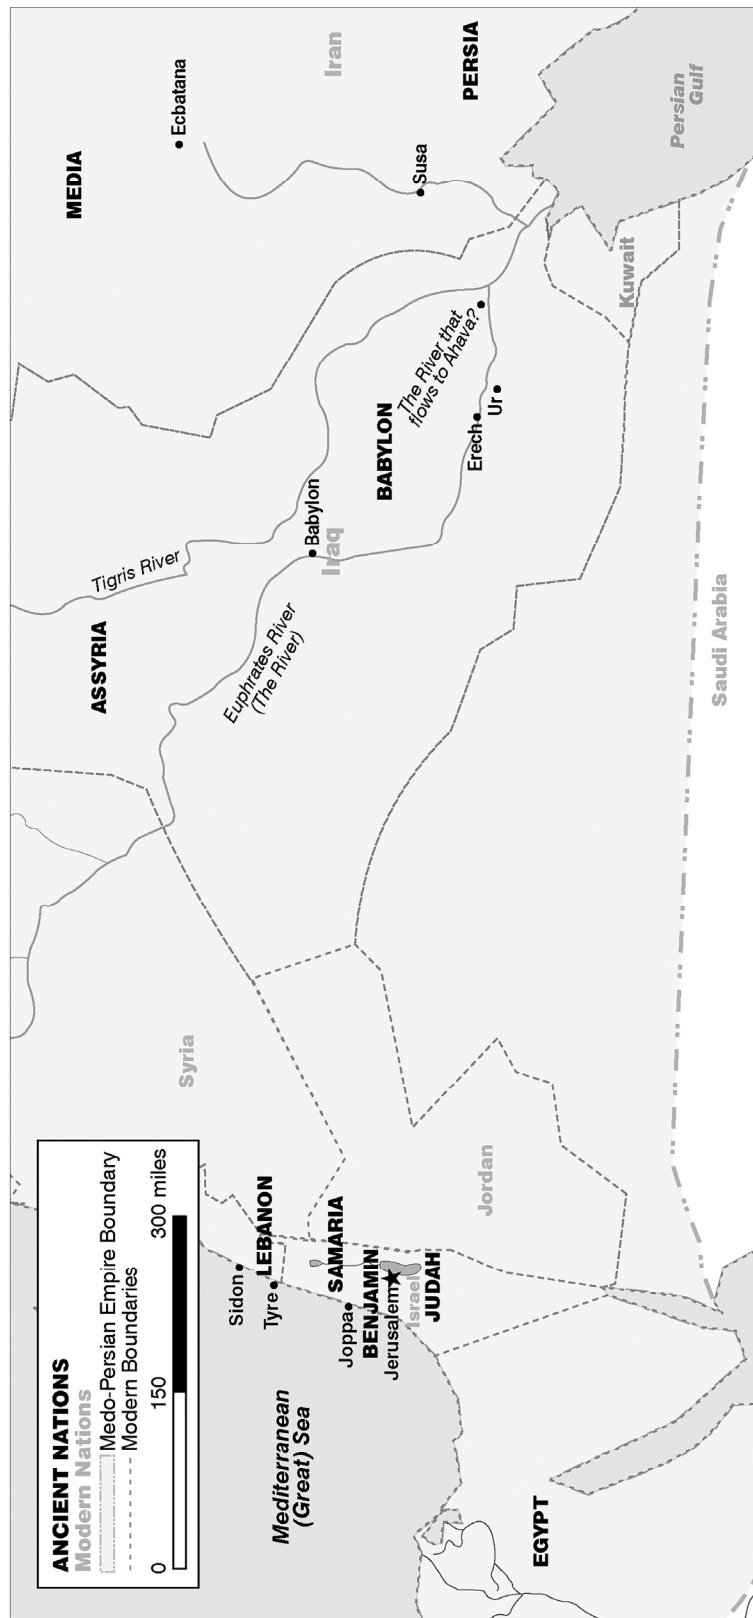 ANCIENT NATIONS
Modern Nations
Medo-Persian Empire Boundary
Modern Boundaries
0 150 300 miles
Mediterranean
(Great) Sea
EGYPT
Sidon
Tyre
LEBANON
Joppa
SAMARIA
BENJAMIN
Jerusalem
Israel
JUDAH
Syria
Jordan
ASSYRIA
Tigris River
Euphrates River
(The River)
Babylon
Iraq
BABYLON
The River that
flows to Ahava?
Erech
Ur
Saudi Arabia
MEDIA
Ecbatana
Iran
Susa
PERSIA
Kuwait
Persian
Gulf